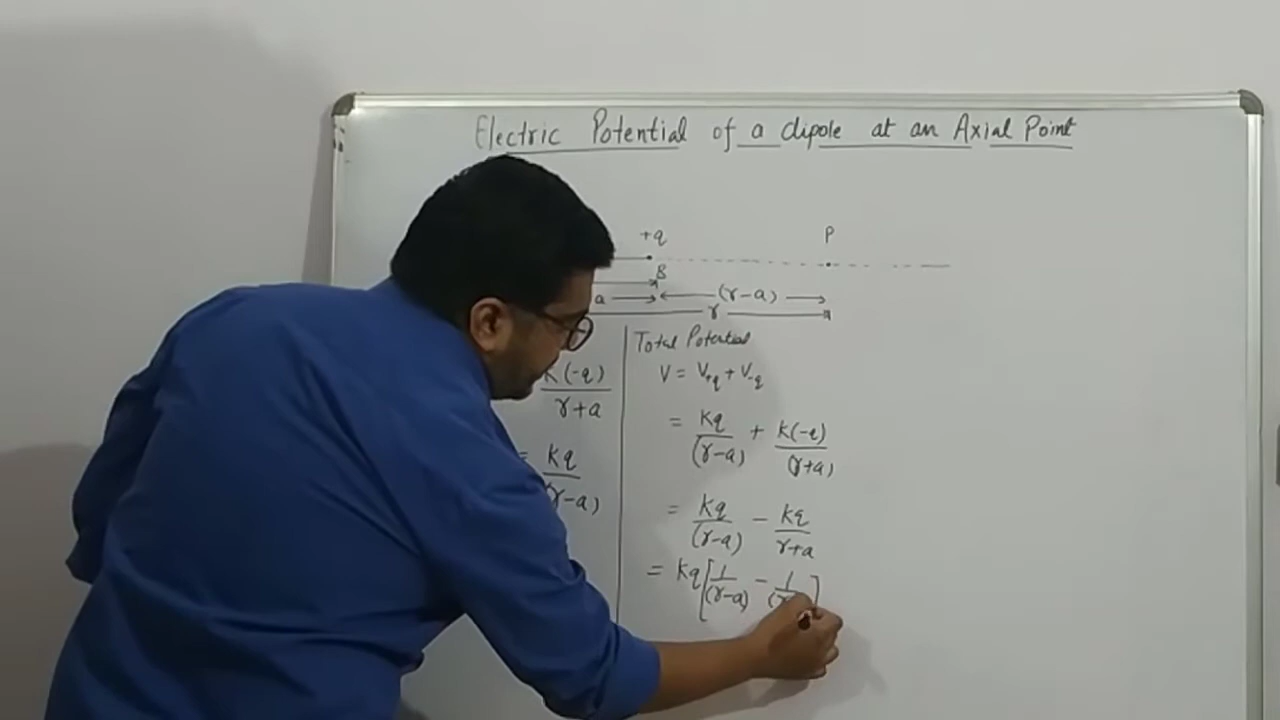 Electric Potential of a dipole at an Axial Point
+q P
B
a (r-a)
r
K(-q)
r+a
= Kq
(r-a)
Total Potential
V = V+q + V-q
= Kq/(r-a) + K(-q)/(r+a)
= Kq/(r-a) - Kq/r+a
= Kq[1/(r-a) - 1/(r ]